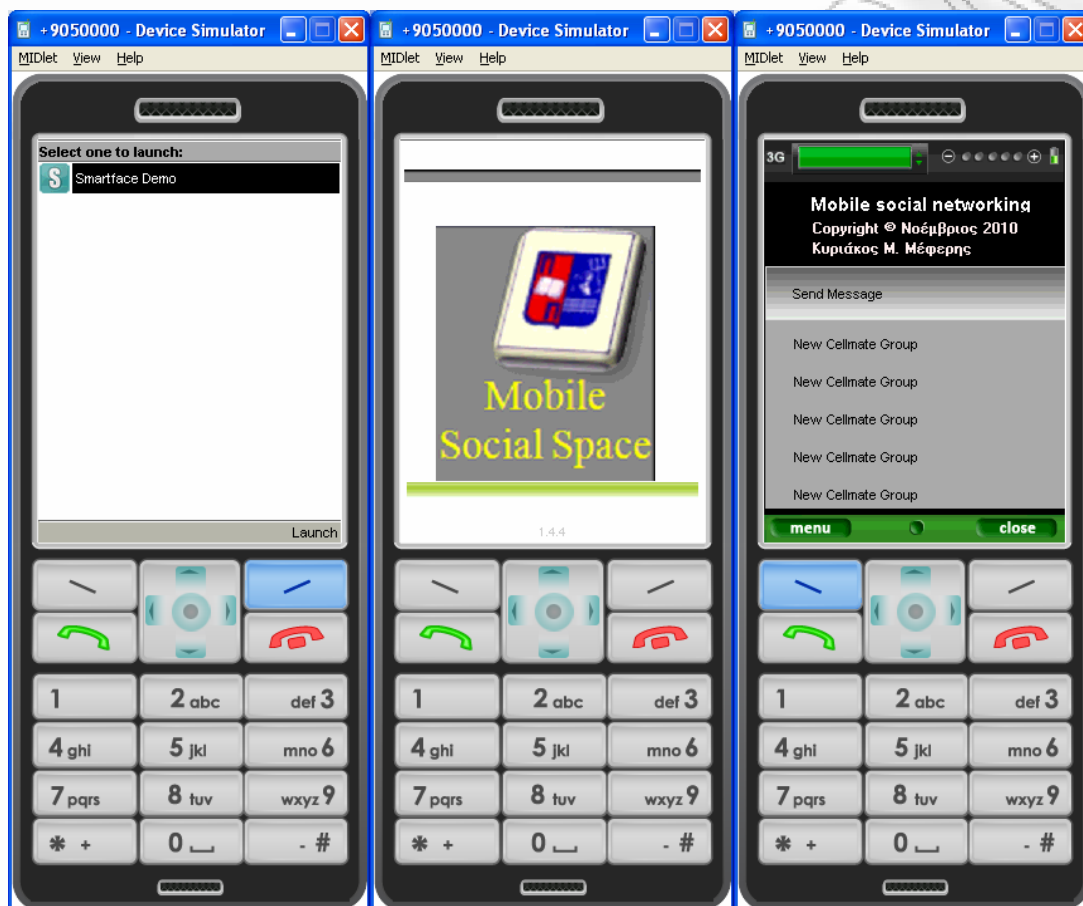 +9050000 - Device Simulator
MIDlet View Help
Select one to launch:
S Smartface Demo
Launch
1
2 abc
def 3
4 ghi
5 jkl
mno 6
7 pqrs
8 tuv
wxyz 9
* +
0
- #
+9050000 - Device Simulator
MIDlet View Help
Mobile
Social Space
1.4.4
1
2 abc
def 3
4 ghi
5 jkl
mno 6
7 pqrs
8 tuv
wxyz 9
* +
0
- #
+9050000 - Device Simulator
MIDlet View Help
3G
Mobile social networking
Copyright © Νοέμβριος 2010
Κυριάκος Μ. Μέφερης
Send Message
New Cellmate Group
New Cellmate Group
New Cellmate Group
New Cellmate Group
New Cellmate Group
menu close
1
2 abc
def 3
4 ghi
5 jkl
mno 6
7 pqrs
8 tuv
wxyz 9
* +
0
- #